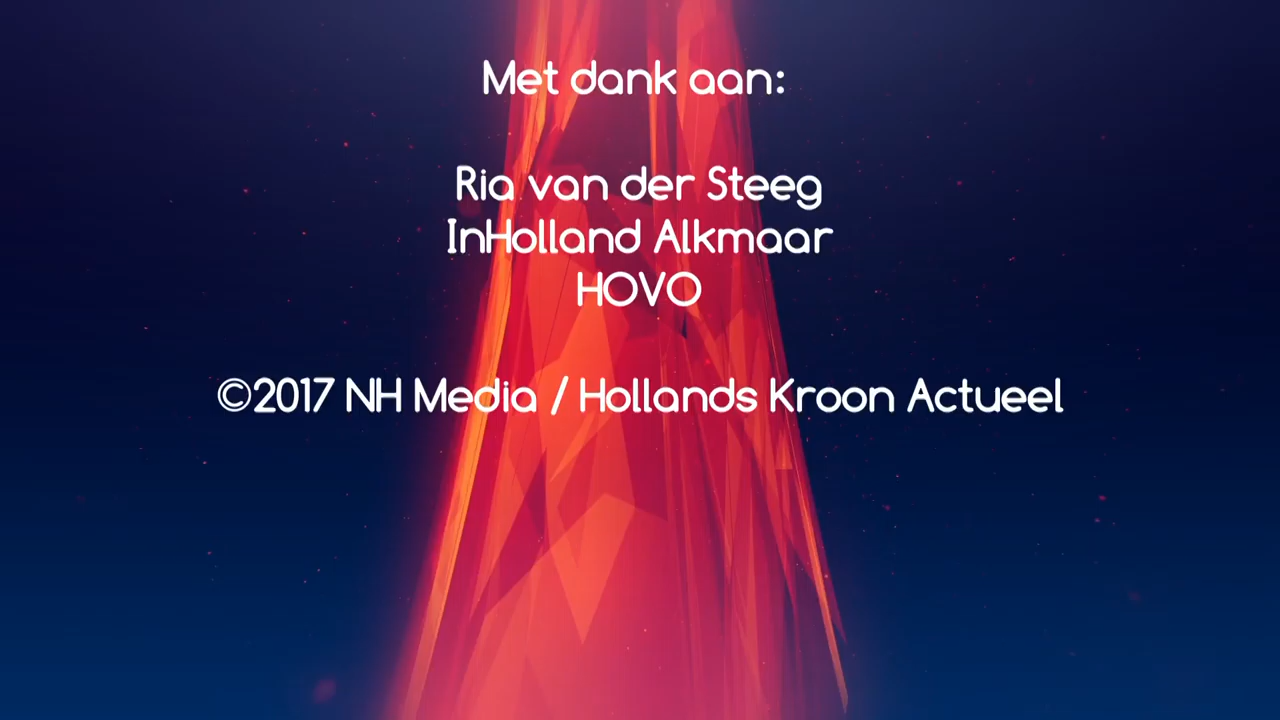 Met dank aan:
Ria van der Steeg
InHolland Alkmaar
HOVO
©2017 NH Media / Hollands Kroon Actueel